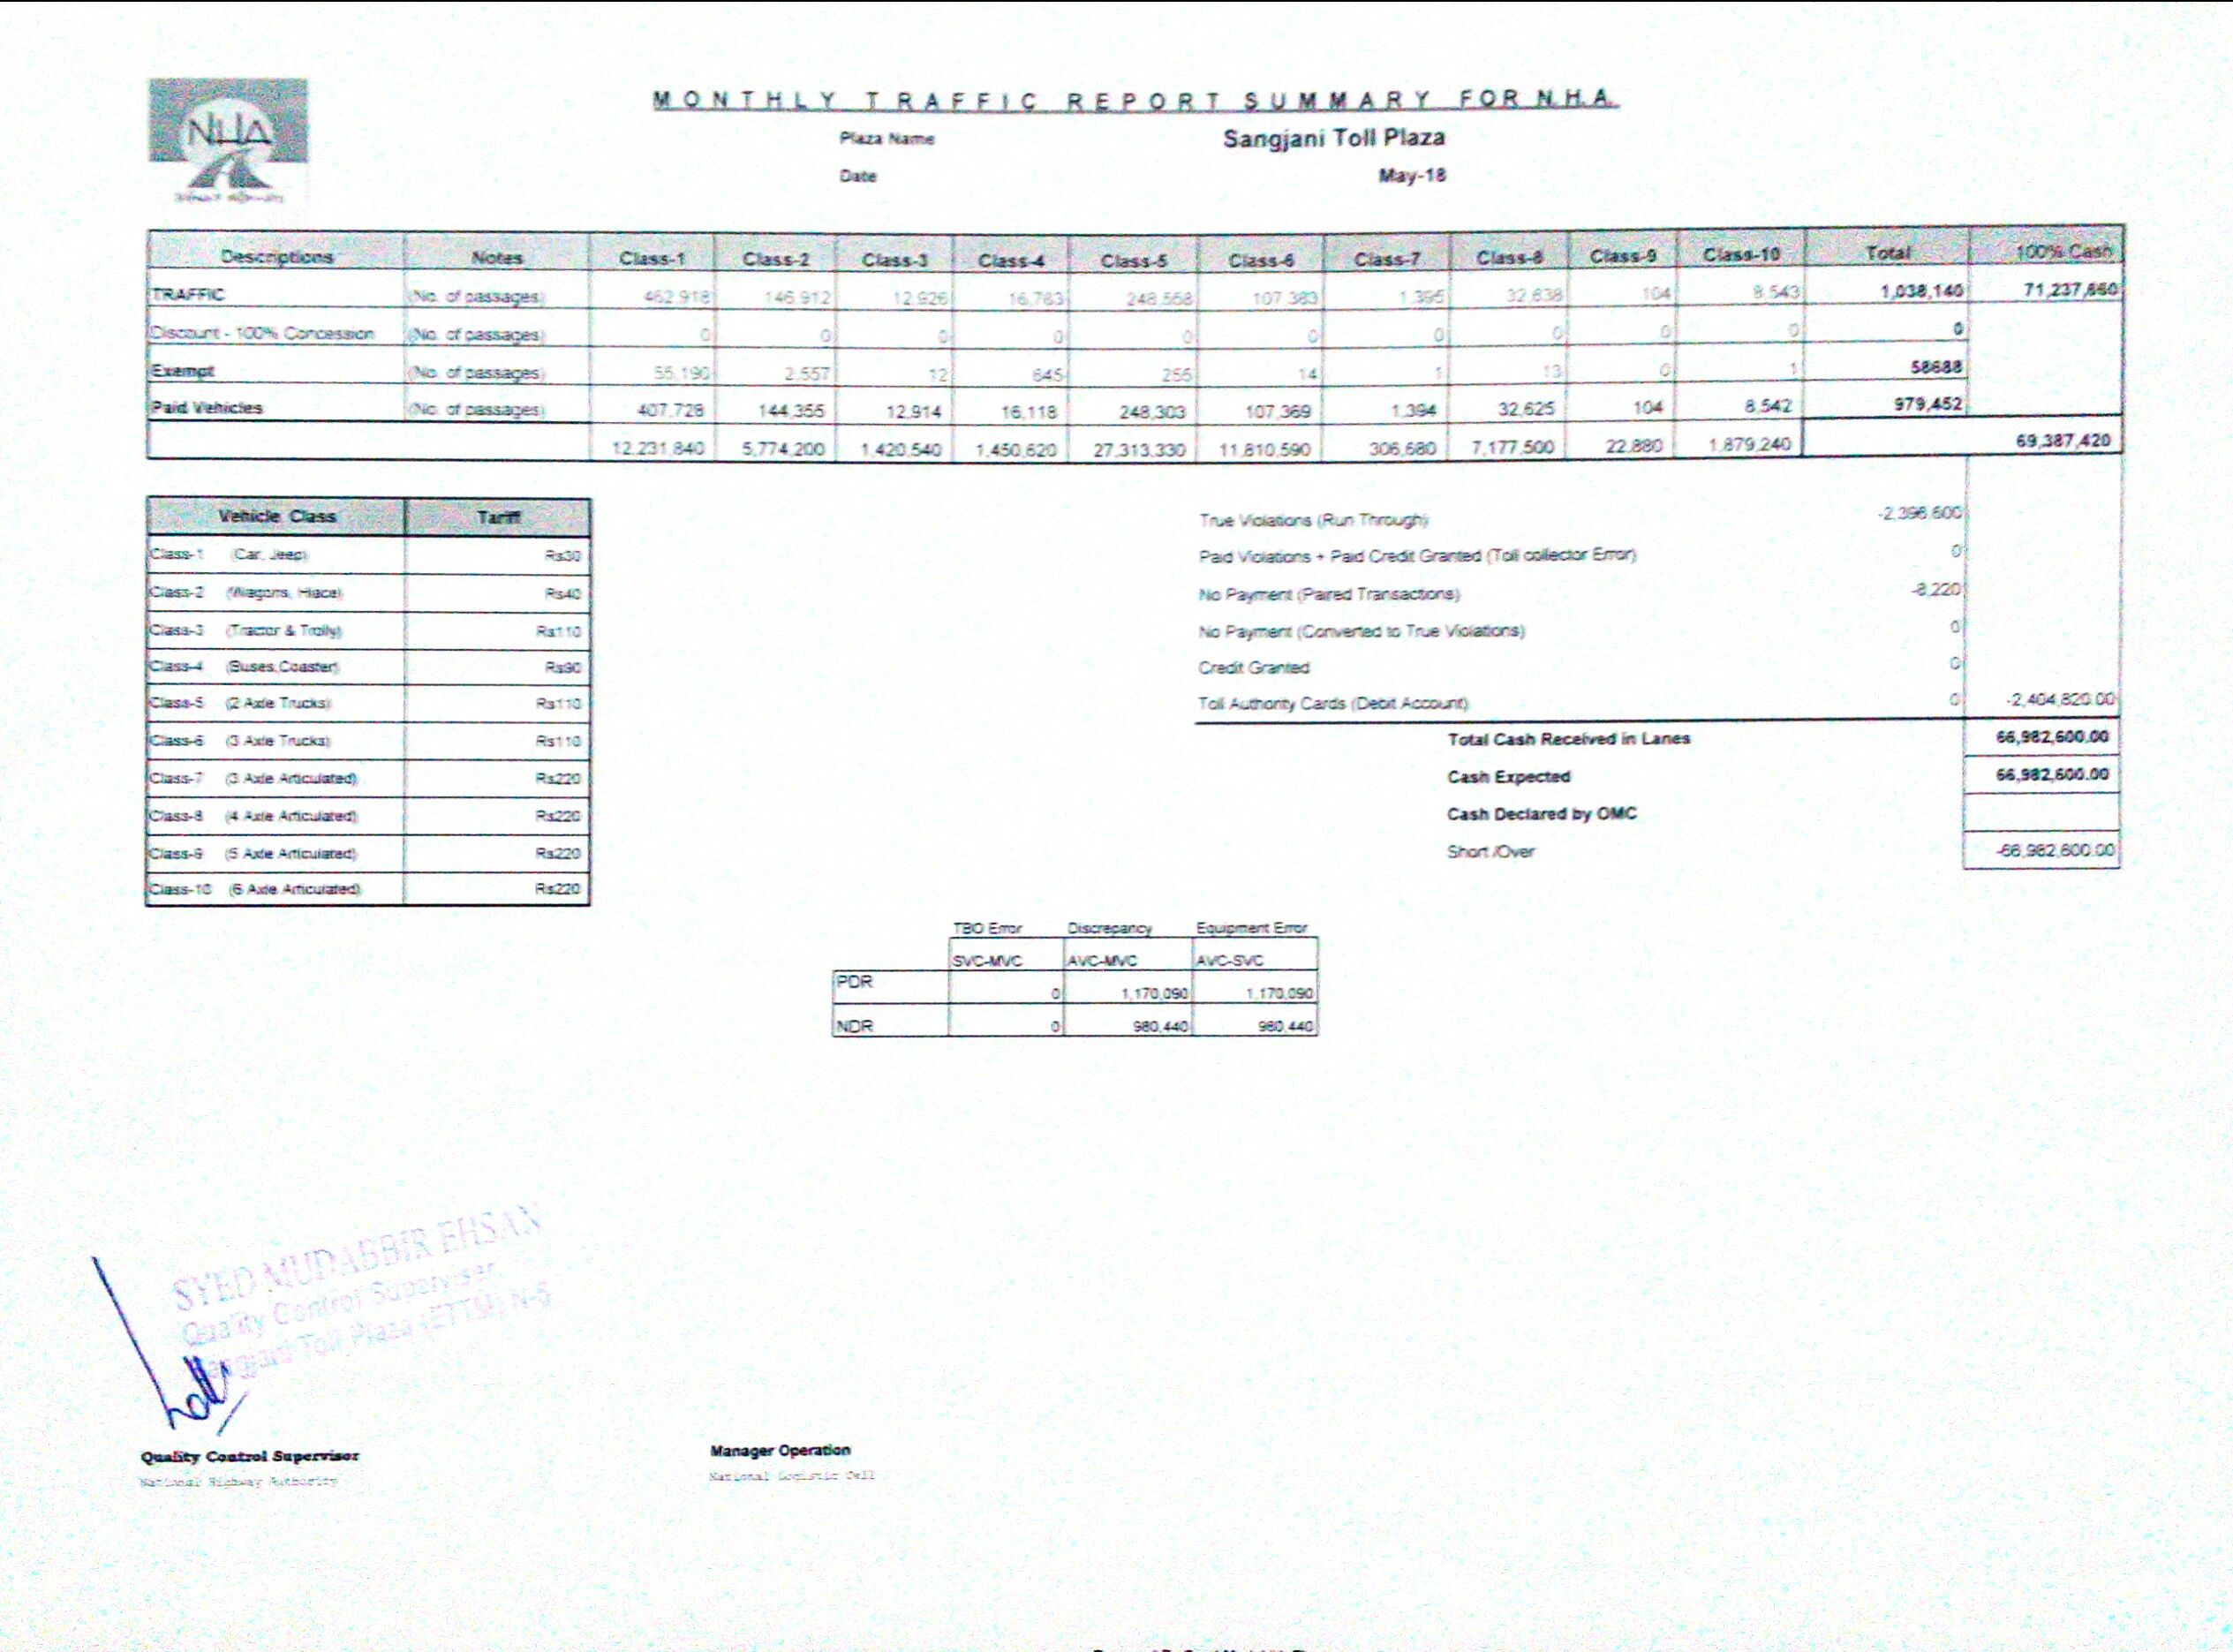 NHA
MONTHLY TRAFFIC REPORT SUMMARY FOR N.H.A.
Plaza Name Sangjani Toll Plaza
Date May-18
Descriptions Notes Class-1 Class-2 Class-3 Class-4 Class-5 Class-6 Class-7 Class-8 Class-9 Class-10 Total 100% Cash
TRAFFIC (No. of passages) 462,918 146,912 12,926 16,763 248,558 107,383 1,395 32,638 104 8,543 1,038,140 71,237,660
Discount - 100% Concession (No. of passages) 0 0 0 0 0 0 0 0 0 0 0
Exempt (No. of passages) 55,190 2,557 12 645 255 14 1 13 0 1 58688
Paid Vehicles (No. of passages) 407,728 144,355 12,914 16,118 248,303 107,369 1,394 32,625 104 8,542 979,452
12,231,840 5,774,200 1,420,540 1,450,620 27,313,330 11,810,590 306,680 7,177,500 22,880 1,879,240 69,387,420
Vehicle Class Tariff
Class-1 (Car, Jeep) Rs30
Class-2 (Wagons, Hiace) Rs40
Class-3 (Tractor & Trolly) Rs110
Class-4 (Buses,Coaster) Rs90
Class-5 (2 Axle Trucks) Rs110
Class-6 (3 Axle Trucks) Rs110
Class-7 (3 Axle Articulated) Rs220
Class-8 (4 Axle Articulated) Rs220
Class-9 (5 Axle Articulated) Rs220
Class-10 (6 Axle Articulated) Rs220
True Violations (Run Through) -2,396,600
Paid Violations + Paid Credit Granted (Toll collector Error) 0
No Payment (Paired Transactions) -8,220
No Payment (Converted to True Violations) 0
Credit Granted 0
Toll Authority Cards (Debit Account) 0 -2,404,820.00
Total Cash Received in Lanes 66,982,600.00
Cash Expected 66,982,600.00
Cash Declared by OMC
Short /Over -66,982,600.00
TBO Error Discrepancy Equipment Error
SVC-MVC AVC-MVC AVC-SVC
PDR 0 1,170,090 1,170,090
NDR 0 980,440 980,440
SYED MUDABBIR EHSAN
Quality Control Superviser
Sangjani Toll Plaza (ETTM) N-5
Quality Control Supervisor
National Highway Authority
Manager Operation
National Logistic Cell